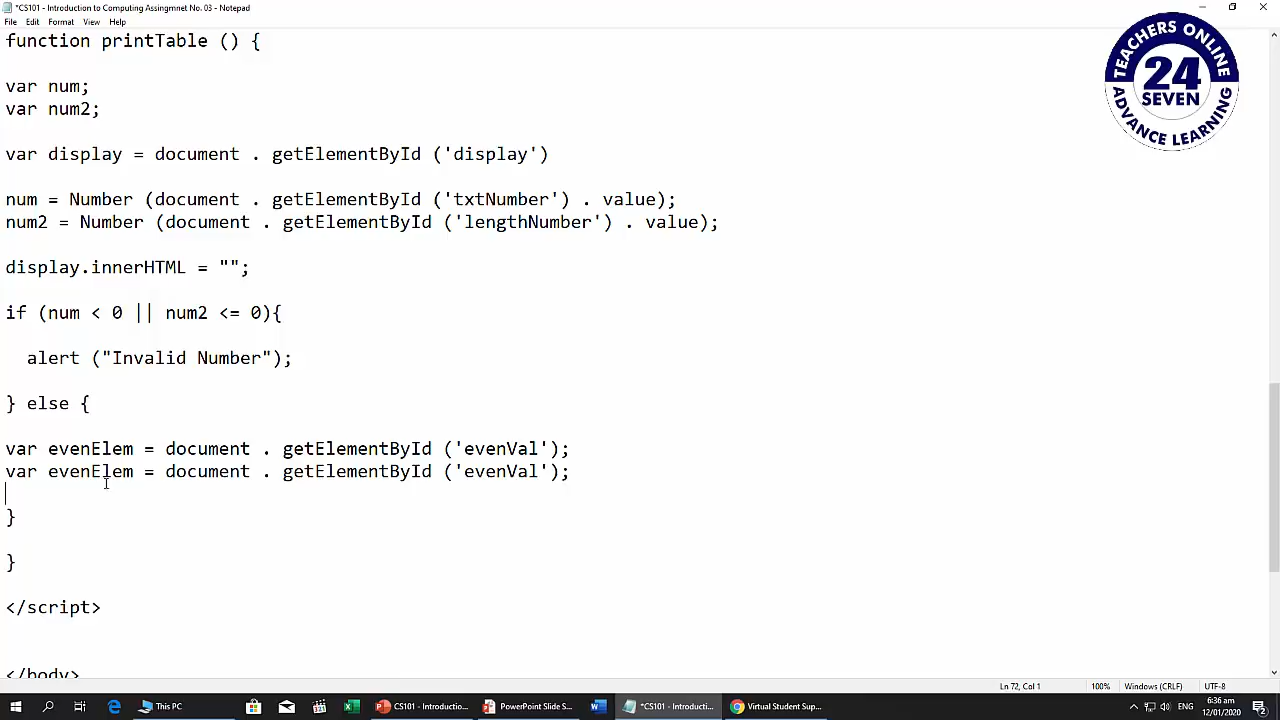 *CS101 - Introduction to Computing Assingmnet No. 03 - Notepad
File Edit Format View Help
function printTable () {
var num;
var num2;
var display = document . getElementById ('display')
num = Number (document . getElementById ('txtNumber') . value);
num2 = Number (document . getElementById ('lengthNumber') . value);
display.innerHTML = "";
if (num < 0 || num2 <= 0){
alert ("Invalid Number");
} else {
var evenElem = document . getElementById ('evenVal');
var evenElem = document . getElementById ('evenVal');
}
}
</script>
</body>
TEACHERS ONLINE
24
SEVEN
ADVANCE LEARNING
Ln 72, Col 1 100% Windows (CRLF) UTF-8
This PC CS101 - Introductio... PowerPoint Slide S... *CS101 - Introducti... Virtual Student Sup... ENG 6:36 pm
12/01/2020